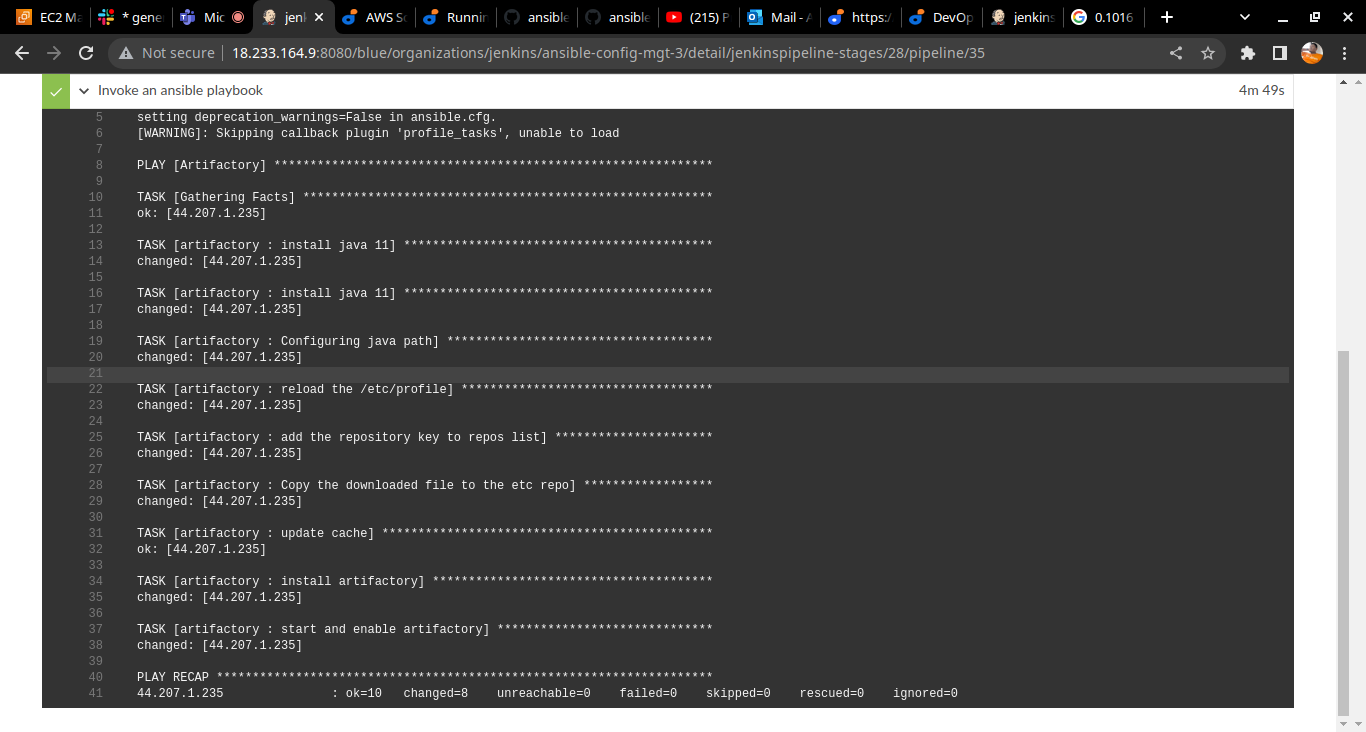 EC2 Ma
* gene
Mic
jenk
AWS Sc
Runnin
ansible
ansible
(215) P
Mail - A
https:/
DevOp
jenkins
0.1016
Not secure 18.233.164.9:8080/blue/organizations/jenkins/ansible-config-mgt-3/detail/jenkinspipeline-stages/28/pipeline/35
Invoke an ansible playbook 4m 49s
5 setting deprecation_warnings=False in ansible.cfg.
6 [WARNING]: Skipping callback plugin 'profile_tasks', unable to load
7
8 PLAY [Artifactory] *************************************************************
9
10 TASK [Gathering Facts] *********************************************************
11 ok: [44.207.1.235]
12
13 TASK [artifactory : install java 11] *******************************************
14 changed: [44.207.1.235]
15
16 TASK [artifactory : install java 11] *******************************************
17 changed: [44.207.1.235]
18
19 TASK [artifactory : Configuring java path] *************************************
20 changed: [44.207.1.235]
21
22 TASK [artifactory : reload the /etc/profile] ***********************************
23 changed: [44.207.1.235]
24
25 TASK [artifactory : add the repository key to repos list] **********************
26 changed: [44.207.1.235]
27
28 TASK [artifactory : Copy the downloaded file to the etc repo] ******************
29 changed: [44.207.1.235]
30
31 TASK [artifactory : update cache] **********************************************
32 ok: [44.207.1.235]
33
34 TASK [artifactory : install artifactory] ***************************************
35 changed: [44.207.1.235]
36
37 TASK [artifactory : start and enable artifactory] ******************************
38 changed: [44.207.1.235]
39
40 PLAY RECAP *********************************************************************
41 44.207.1.235 : ok=10 changed=8 unreachable=0 failed=0 skipped=0 rescued=0 ignored=0